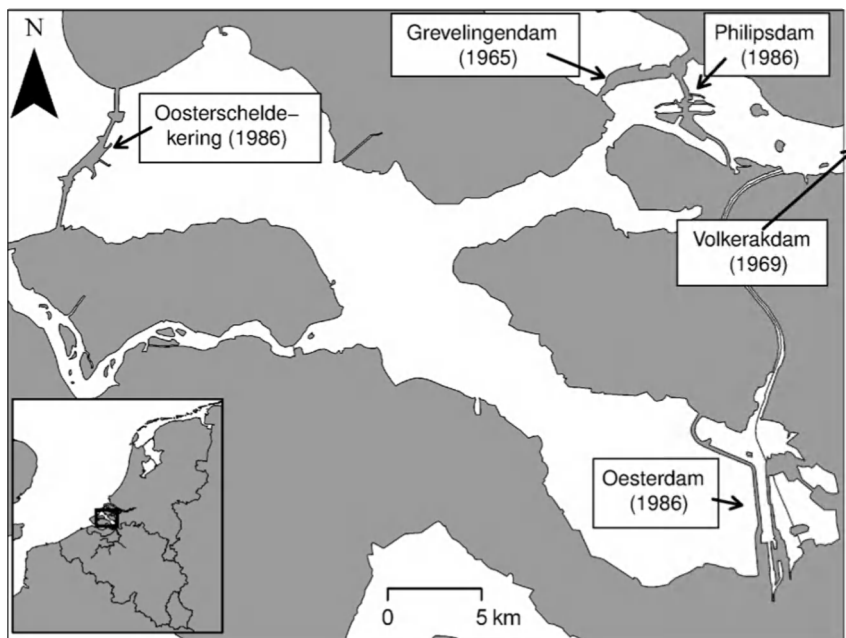 N
Grevelingendam
(1965)
Philipsdam
(1986)
Oosterschelde-
kering (1986)
Volkerakdam
(1969)
Oesterdam
(1986)
0 5 km